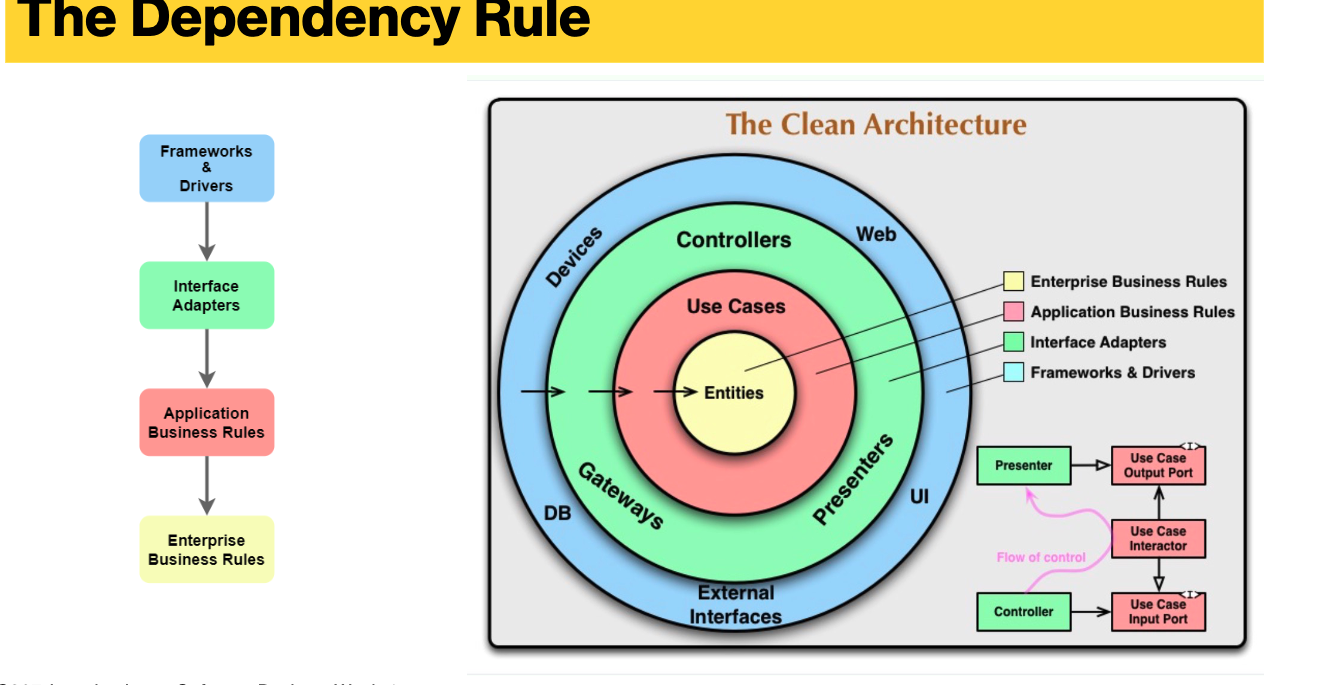 The Dependency Rule
Frameworks
&
Drivers
Interface
Adapters
Application
Business Rules
Enterprise
Business Rules
The Clean Architecture
Devices
Web
Controllers
Use Cases
Entities
Gateways
Presenters
DB
UI
External
Interfaces
Enterprise Business Rules
Application Business Rules
Interface Adapters
Frameworks & Drivers
Presenter
Use Case
Output Port
<I>
Use Case
Interactor
Flow of control
Controller
Use Case
Input Port
<I>